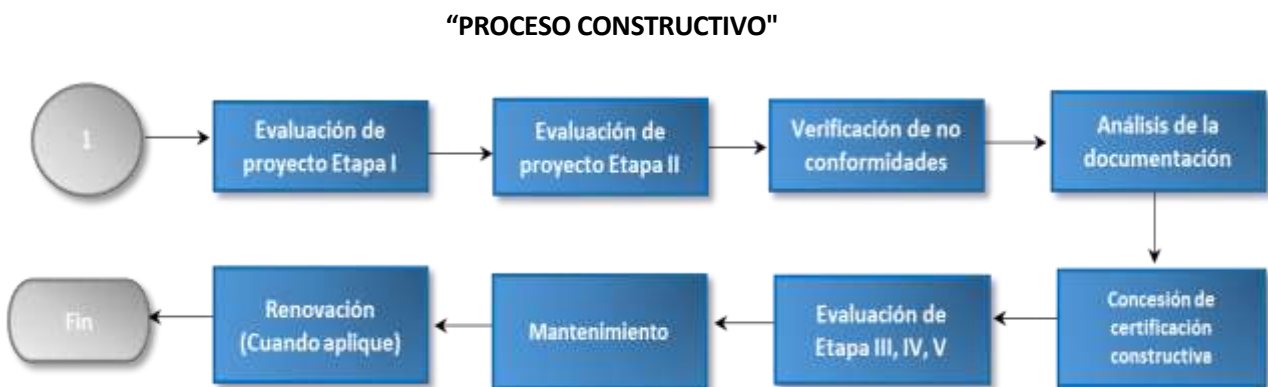 “PROCESO CONSTRUCTIVO"
1
Evaluación de
proyecto Etapa I
Evaluación de
proyecto Etapa II
Verificación de no
conformidades
Análisis de la
documentación
Concesión de
certificación
constructiva
Evaluación de
Etapa III, IV, V
Mantenimiento
Renovación
(Cuando aplique)
Fin